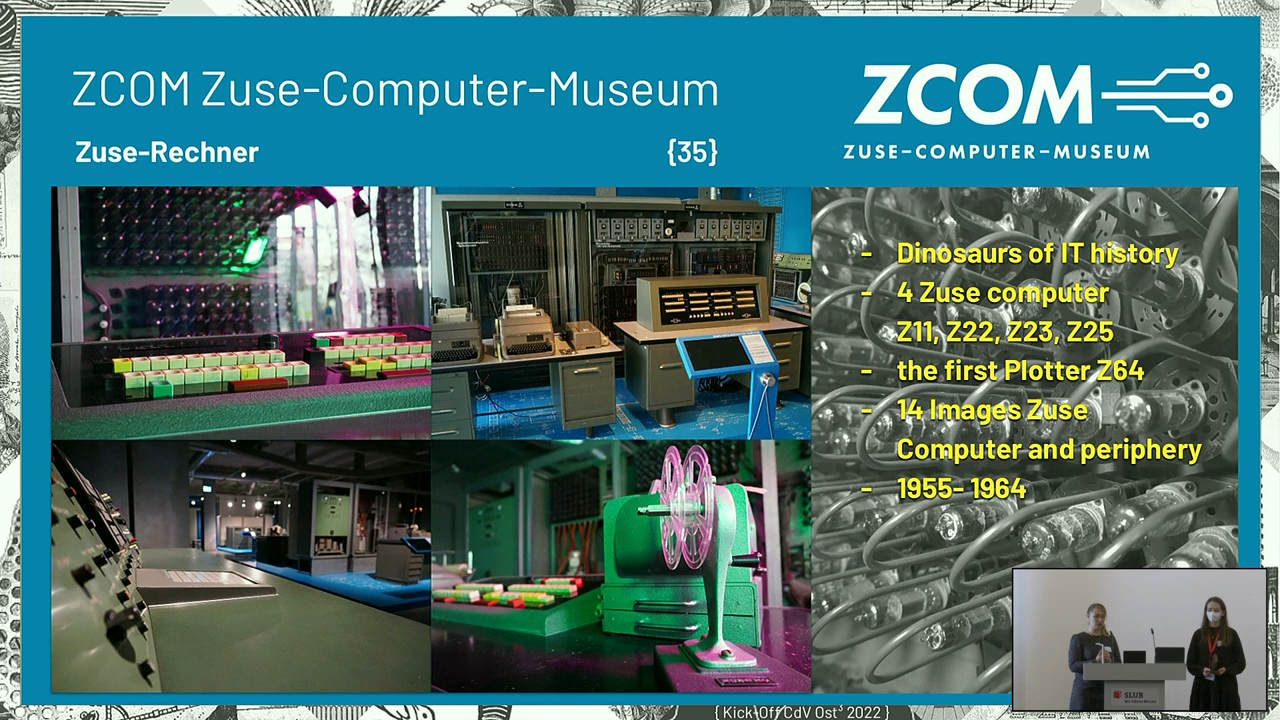 ZCOM Zuse-Computer-Museum
Zuse-Rechner
{35}
ZCOM
ZUSE-COMPUTER-MUSEUM
- Dinosaurs of IT history
- 4 Zuse computer
Z11, Z22, Z23, Z25
- the first Plotter Z64
- 14 Images Zuse
Computer and periphery
- 1955- 1964
SLUB
{ Kick-Off CdV Ost³ 2022 }